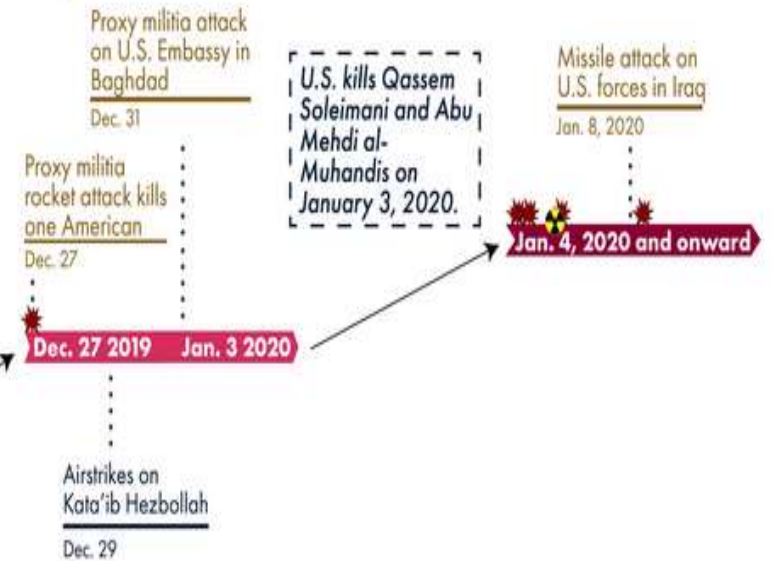 Proxy militia attack
on U.S. Embassy in
Baghdad
Dec. 31
Proxy militia
rocket attack kills
one American
Dec. 27
Dec. 27 2019 Jan. 3 2020
Airstrikes on
Kata'ib Hezbollah
Dec. 29
U.S. kills Qassem
Soleimani and Abu
Mehdi al-
Muhandis on
January 3, 2020.
Missile attack on
U.S. forces in Iraq
Jan. 8, 2020
Jan. 4, 2020 and onward